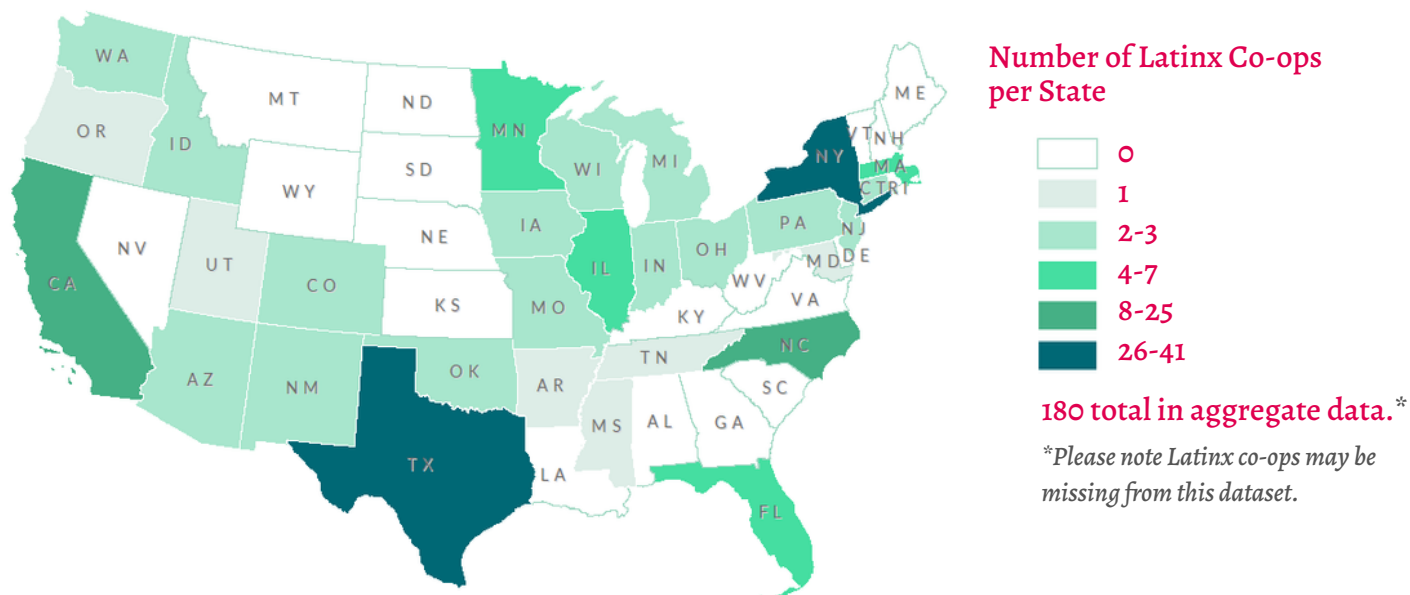 WA
MT
ND
ME
OR
ID
MN
VT
NH
SD
WI
MI
NY
MA
WY
CT
RI
NV
NE
IA
PA
NJ
UT
CO
IL
IN
OH
MD
DE
CA
KS
MO
WV
VA
KY
AZ
NM
OK
AR
TN
NC
MS
AL
GA
SC
TX
LA
FL
Number of Latinx Co-ops
per State
0
1
2-3
4-7
8-25
26-41
180 total in aggregate data.*
*Please note Latinx co-ops may be
missing from this dataset.